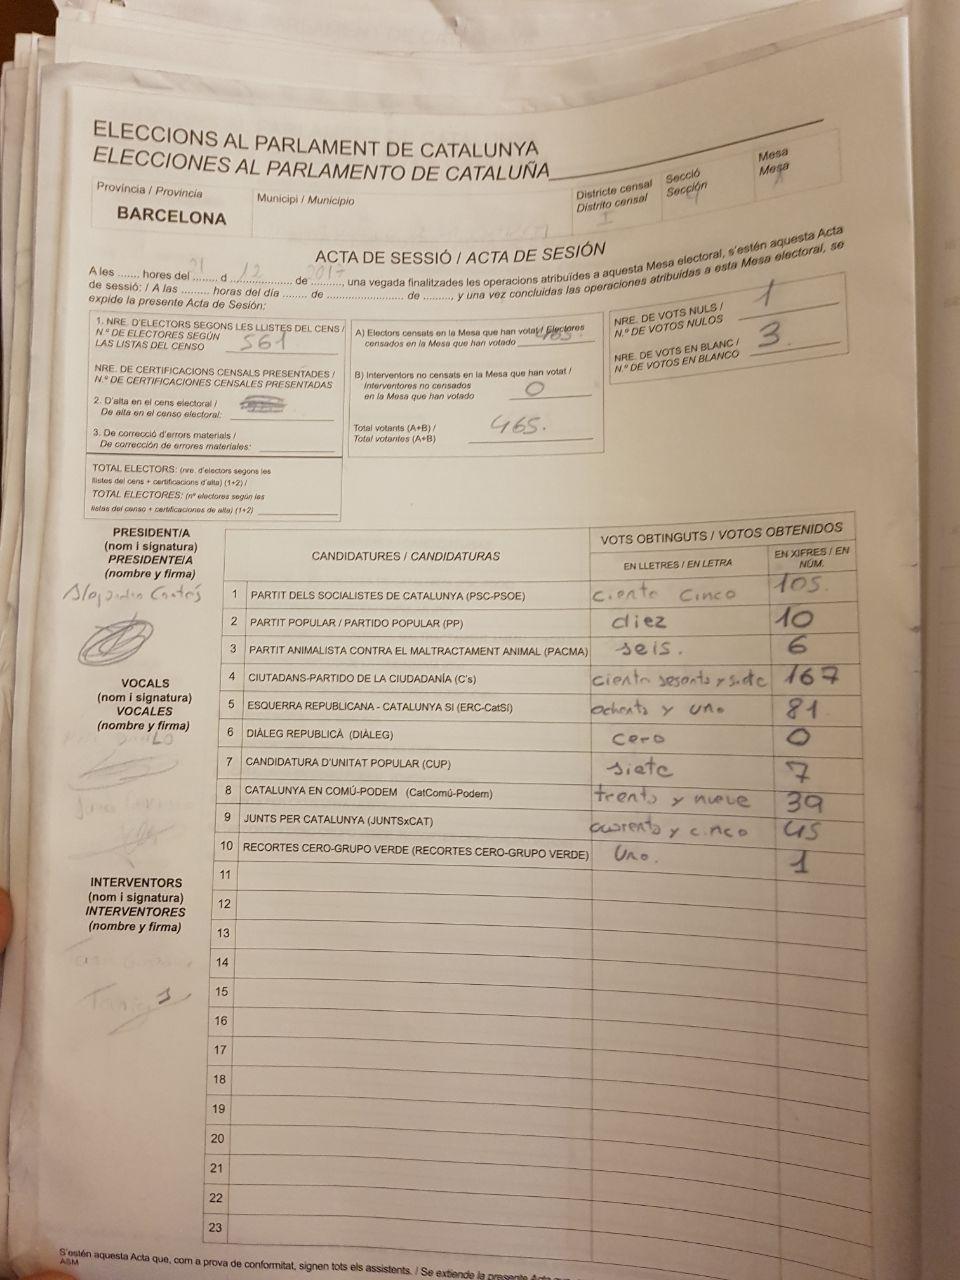 ELECCIONS AL PARLAMENT DE CATALUNYA
ELECCIONES AL PARLAMENTO DE CATALUÑA
Província / Provincia
BARCELONA
Municipi / Municipio
Districte censal
Distrito censal
I
Secció
Sección
Mesa
Mesa
ACTA DE SESSIÓ / ACTA DE SESIÓN
A les ....... hores del 21 d 12 de 2017, una vegada finalitzades les operacions atribuïdes a aquesta Mesa electoral, s'estén aquesta Acta
de sessió: / A las ......... hores del día ....... de .............. de ........, y una vez concluidas las operaciones atribuidas a esta Mesa electoral, se
expide la presente Acta de Sesión:
1. NRE. D'ELECTORS SEGONS LES LLISTES DEL CENS /
N.º DE ELECTORES SEGÚN
LAS LISTAS DEL CENSO 561
NRE. DE CERTIFICACIONS CENSALS PRESENTADES /
N.º DE CERTIFICACIONES CENSALES PRESENTADAS
2. D'alta en el cens electoral /
De alta en el censo electoral:
3. De correcció d'errors materials /
De corrección de errores materiales:
TOTAL ELECTORS: (nre. d'electors segons les
llistes del cens + certificacions d'alta) (1+2) /
TOTAL ELECTORES: (nº electores según las
listas del censo + certificaciones de alta) (1+2)
A) Electors censats en la Mesa que han votat / Electores
censados en la Mesa que han votado 465.
B) Interventors no censats en la Mesa que han votat /
Interventores no censados
en la Mesa que han votado 0
Total votants (A+B) /
Total votantes (A+B) 465.
NRE. DE VOTS NULS /
N.º DE VOTOS NULOS 1
NRE. DE VOTS EN BLANC /
N.º DE VOTOS EN BLANCO 3.
PRESIDENT/A
(nom i signatura)
PRESIDENTE/A
(nombre y firma)
Alejandro Cortés
VOCALS
(nom i signatura)
VOCALES
(nombre y firma)
INTERVENTORS
(nom i signatura)
INTERVENTORES
(nombre y firma)
CANDIDATURES / CANDIDATURAS
VOTS OBTINGUTS / VOTOS OBTENIDOS
EN LLETRES / EN LETRA
EN XIFRES / EN NÚM.
1 PARTIT DELS SOCIALISTES DE CATALUNYA (PSC-PSOE) ciento cinco 105.
2 PARTIT POPULAR / PARTIDO POPULAR (PP) diez 10
3 PARTIT ANIMALISTA CONTRA EL MALTRACTAMENT ANIMAL (PACMA) seis. 6
4 CIUTADANS-PARTIDO DE LA CIUDADANÍA (C's) ciento sesenta y siete 167
5 ESQUERRA REPUBLICANA - CATALUNYA SI (ERC-CatSí) ochenta y uno 81
6 DIÀLEG REPUBLICÀ (DIÀLEG) cero 0
7 CANDIDATURA D'UNITAT POPULAR (CUP) siete 7
8 CATALUNYA EN COMÚ-PODEM (CatComú-Podem) trenta y nueve 39
9 JUNTS PER CATALUNYA (JUNTSxCAT) cuarenta y cinco 45
10 RECORTES CERO-GRUPO VERDE (RECORTES CERO-GRUPO VERDE) Uno. 1
11
12
13
14
15
16
17
18
19
20
21
22
23
S'estén aquesta Acta que, com a prova de conformitat, signen tots els assistents. / Se extiende la presente Acta
ASM